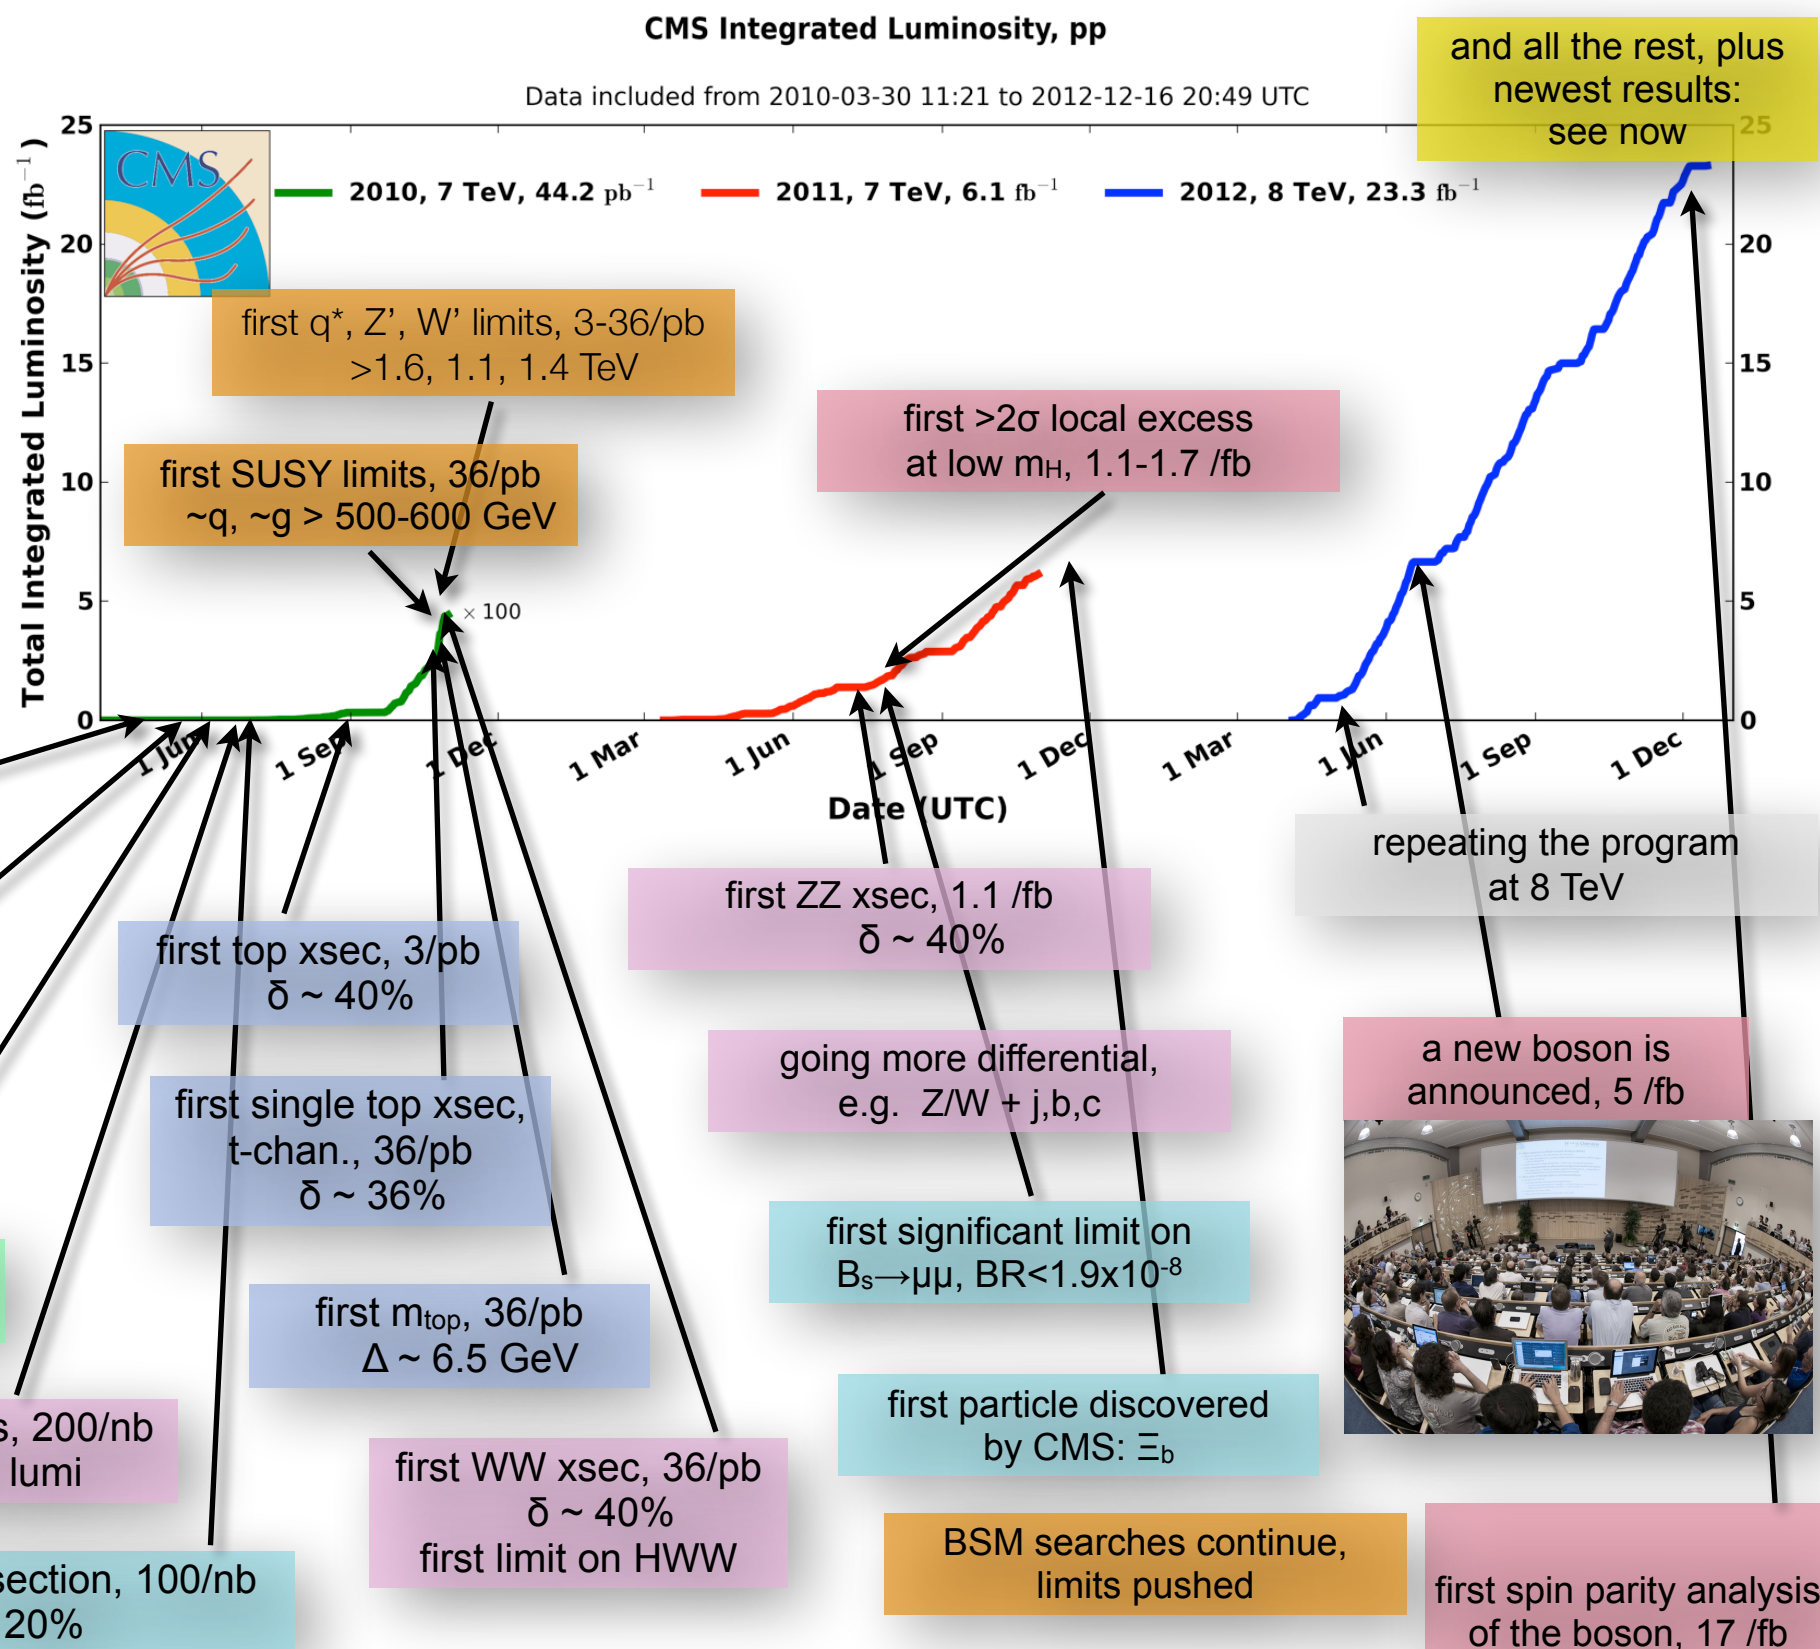 CMS Integrated Luminosity, pp
Data included from 2010-03-30 11:21 to 2012-12-16 20:49 UTC
and all the rest, plus
newest results:
see now
CMS
2010, 7 TeV, 44.2 pb⁻¹
2011, 7 TeV, 6.1 fb⁻¹
2012, 8 TeV, 23.3 fb⁻¹
Total Integrated Luminosity (fb⁻¹)
25
20
15
10
5
0
25
20
15
10
5
0
first q*, Z’, W’ limits, 3-36/pb
>1.6, 1.1, 1.4 TeV
first SUSY limits, 36/pb
~q, ~g > 500-600 GeV
× 100
first >2σ local excess
at low mH, 1.1-1.7 /fb
1 Jun
1 Sep
1 Dec
1 Mar
1 Jun
1 Sep
1 Dec
1 Mar
1 Jun
1 Sep
1 Dec
Date (UTC)
repeating the program
at 8 TeV
first ZZ xsec, 1.1 /fb
δ ~ 40%
first top xsec, 3/pb
δ ~ 40%
going more differential,
e.g. Z/W + j,b,c
a new boson is
announced, 5 /fb
first single top xsec,
t-chan., 36/pb
δ ~ 36%
first significant limit on
Bs→μμ, BR<1.9x10⁻⁸
first mtop, 36/pb
Δ ~ 6.5 GeV
first particle discovered
by CMS: Ξb
s, 200/nb
lumi
first WW xsec, 36/pb
δ ~ 40%
first limit on HWW
BSM searches continue,
limits pushed
section, 100/nb
20%
first spin parity analysis
of the boson, 17 /fb